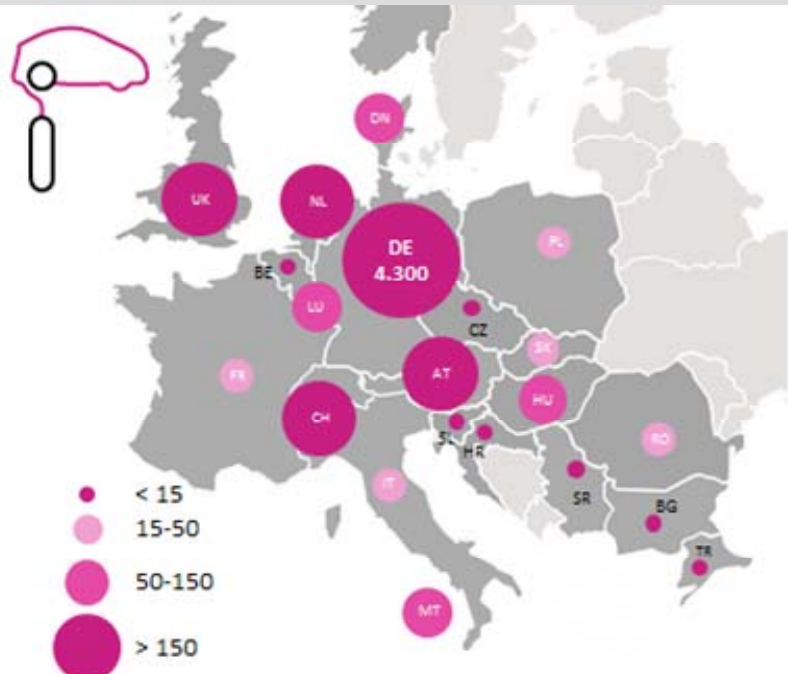 DN
UK
NL
DE
4.300
PL
BE
LU
CZ
SK
FR
AT
HU
CH
SL
HR
RO
IT
SR
BG
TR
MT
< 15
15-50
50-150
> 150